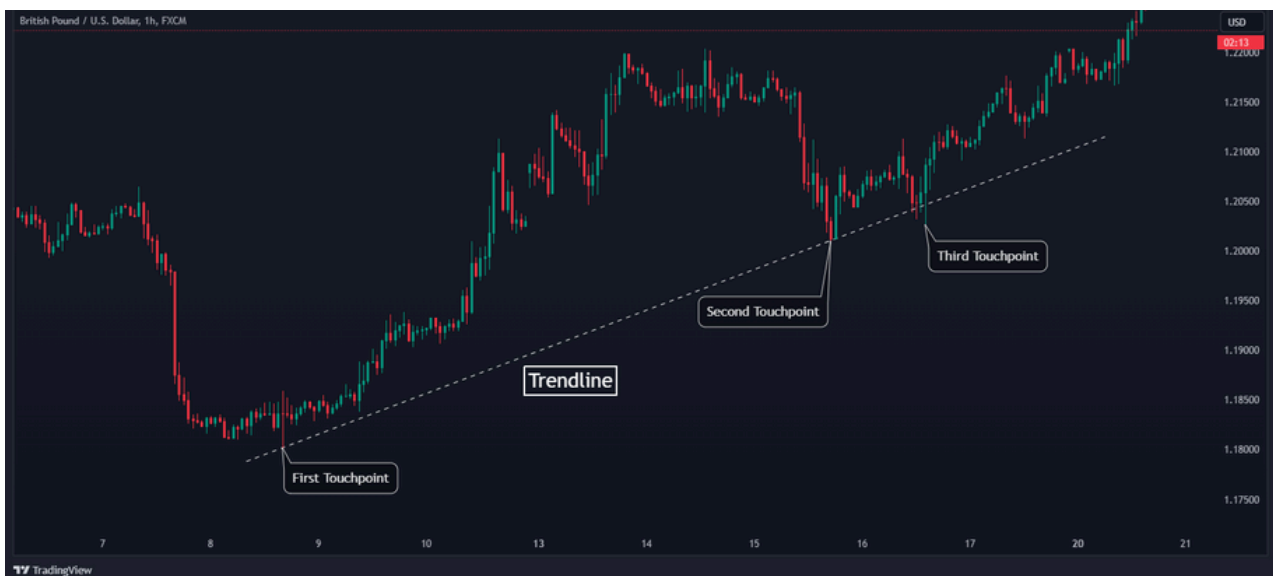 British Pound / U.S. Dollar, 1h, FXCM
USD
02:13
1.22000
1.21500
1.21000
1.20500
1.20000
1.19500
1.19000
1.18500
1.18000
1.17500
Third Touchpoint
Second Touchpoint
Trendline
First Touchpoint
7 8 9 10 13 14 15 16 17 20 21
TradingView